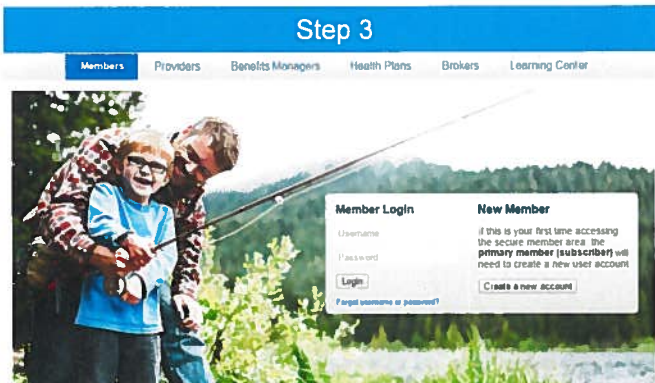 Step 3
Members Providers Benefits Managers Health Plans Brokers Learning Center
Member Login
Username
Password
Login
Forgot username or password?
New Member
if this is your first time accessing
the secure member area the
primary member (subscriber) will
need to create a new user account
Create a new account